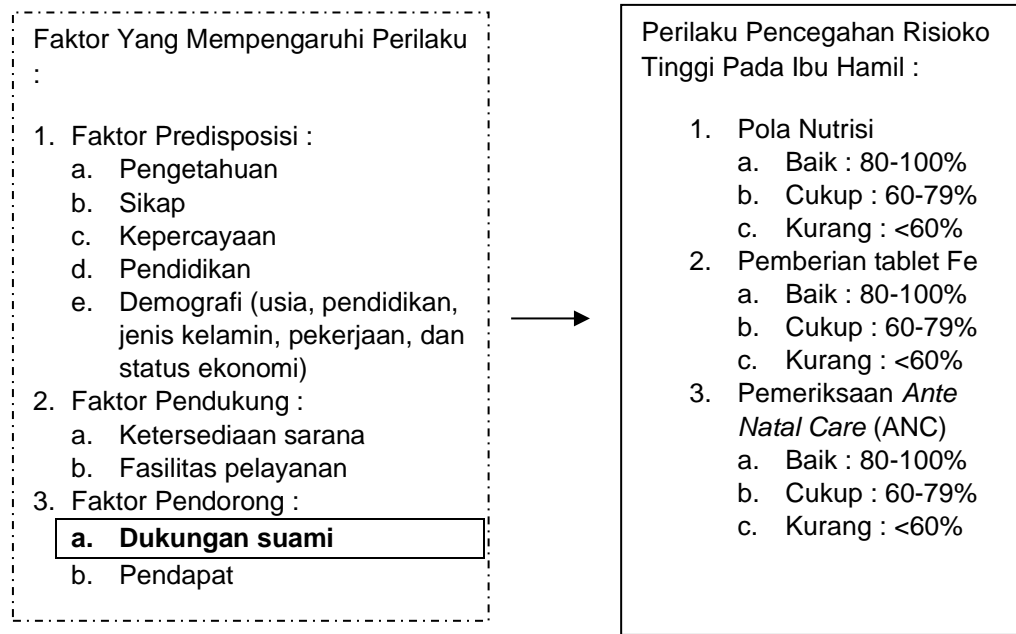 Faktor Yang Mempengaruhi Perilaku
:
1. Faktor Predisposisi :
a. Pengetahuan
b. Sikap
c. Kepercayaan
d. Pendidikan
e. Demografi (usia, pendidikan,
jenis kelamin, pekerjaan, dan
status ekonomi)
2. Faktor Pendukung :
a. Ketersediaan sarana
b. Fasilitas pelayanan
3. Faktor Pendorong :
a. Dukungan suami
b. Pendapat
Perilaku Pencegahan Risioko
Tinggi Pada Ibu Hamil :
1. Pola Nutrisi
a. Baik : 80-100%
b. Cukup : 60-79%
c. Kurang : <60%
2. Pemberian tablet Fe
a. Baik : 80-100%
b. Cukup : 60-79%
c. Kurang : <60%
3. Pemeriksaan Ante
Natal Care (ANC)
a. Baik : 80-100%
b. Cukup : 60-79%
c. Kurang : <60%